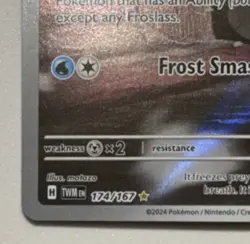 Pokémon that has an Ability (
except any Froslass.
Frost Smas
weakness ×2 resistance
Illus. matazo
It freezes prey
H TWM EN 174/167
breath. It
©2024 Pokémon / Nintendo / Cre